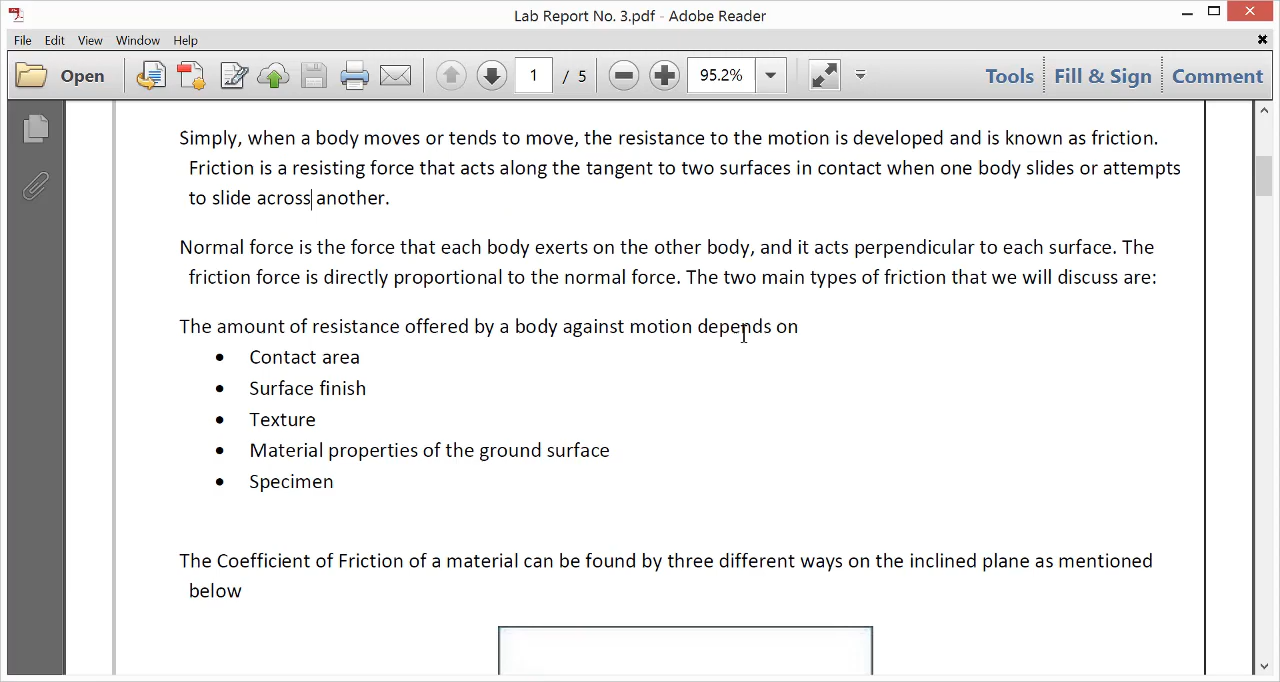 Lab Report No. 3.pdf - Adobe Reader
File Edit View Window Help
Open 1 / 5 95.2% Tools Fill & Sign Comment
Simply, when a body moves or tends to move, the resistance to the motion is developed and is known as friction.
Friction is a resisting force that acts along the tangent to two surfaces in contact when one body slides or attempts
to slide across another.
Normal force is the force that each body exerts on the other body, and it acts perpendicular to each surface. The
friction force is directly proportional to the normal force. The two main types of friction that we will discuss are:
The amount of resistance offered by a body against motion depends on
• Contact area
• Surface finish
• Texture
• Material properties of the ground surface
• Specimen
The Coefficient of Friction of a material can be found by three different ways on the inclined plane as mentioned
below